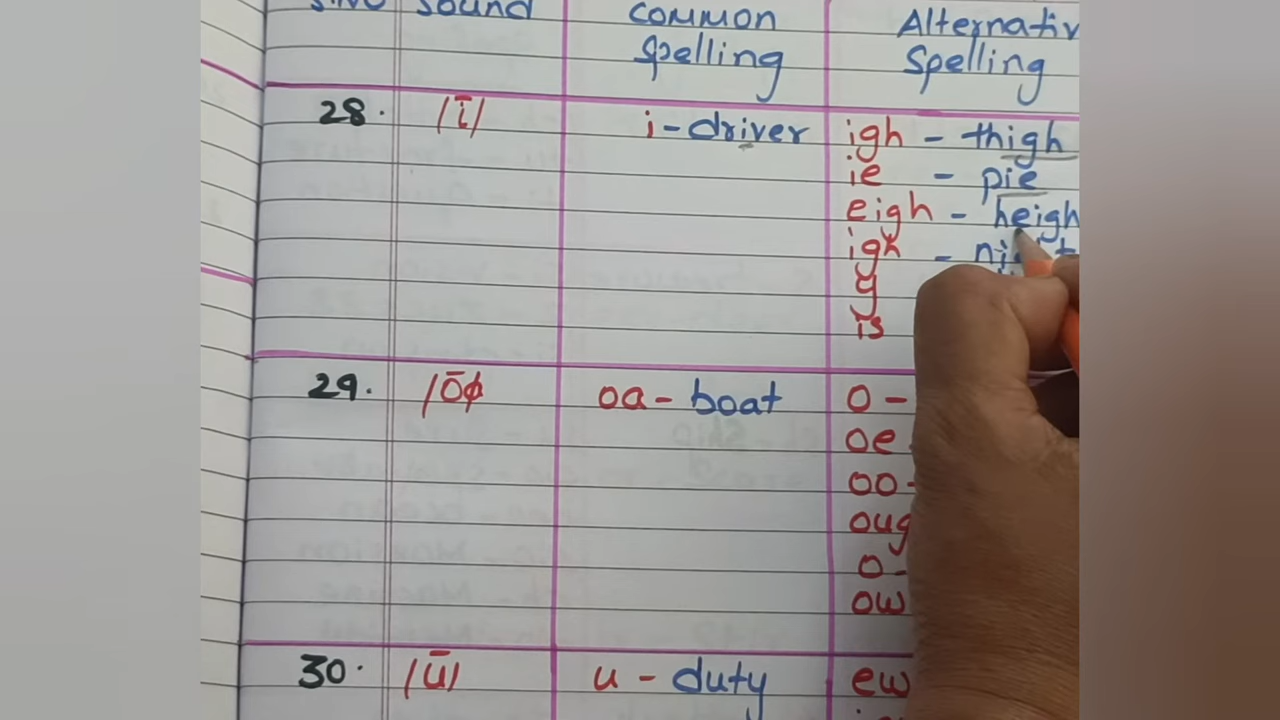 sound
Common
Spelling
Alternativ
Spelling
28. /ī/ i - driver igh - thigh
ie - pie
eigh - heigh
igh -
y
is
29. /ō oa - boat o -
oe
oo -
oug
o -
ow
30. /ū/ u - duty ew